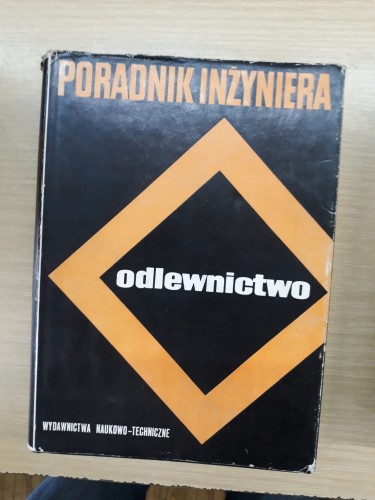 PORADNIK INŻYNIERA
odlewnictwo
WYDAWNICTWA NAUKOWO-TECHNICZNE